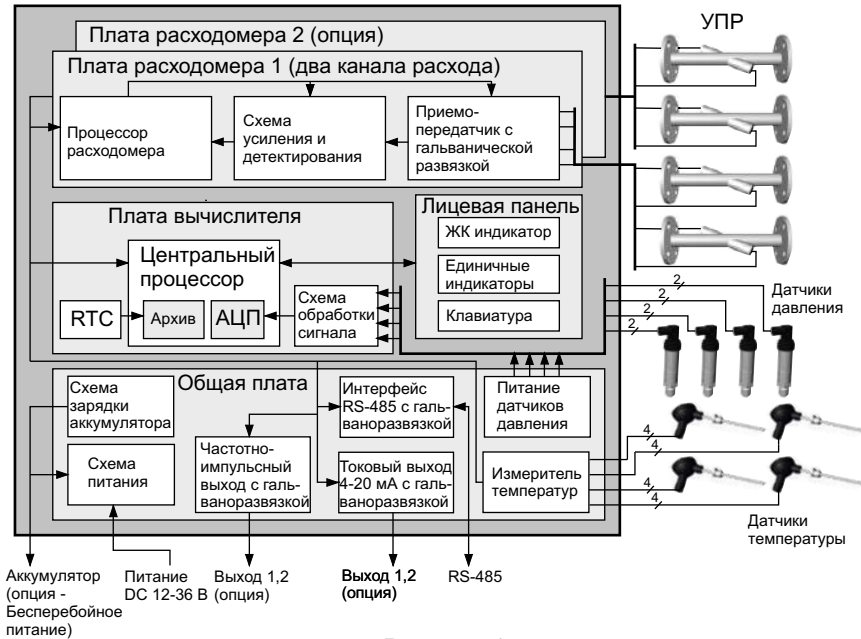 УПР
Плата расходомера 2 (опция)
Плата расходомера 1 (два канала расхода)
Процессор
расходомера
Схема
усиления и
детектирования
Приемо-
передатчик с
гальванической
развязкой
Плата вычислителя
Центральный
процессор
RTC
Архив
АЦП
Схема
обработки
сигнала
Лицевая панель
ЖК индикатор
Единичные
индикаторы
Клавиатура
2
2
2
2
Датчики
давления
Общая плата
Схема
зарядки
аккумулятора
Схема
питания
Частотно-
импульсный
выход с галь-
ваноразвязкой
Интерфейс
RS-485 с галь-
ваноразвязкой
Токовый выход
4-20 мА с галь-
ваноразвязкой
Питание
датчиков
давления
Измеритель
температур
4
4
4
4
Датчики
температуры
Аккумулятор
(опция -
Бесперебойное
питание)
Питание
DC 12-36 В
Выход 1,2
(опция)
Выход 1,2
(опция)
RS-485